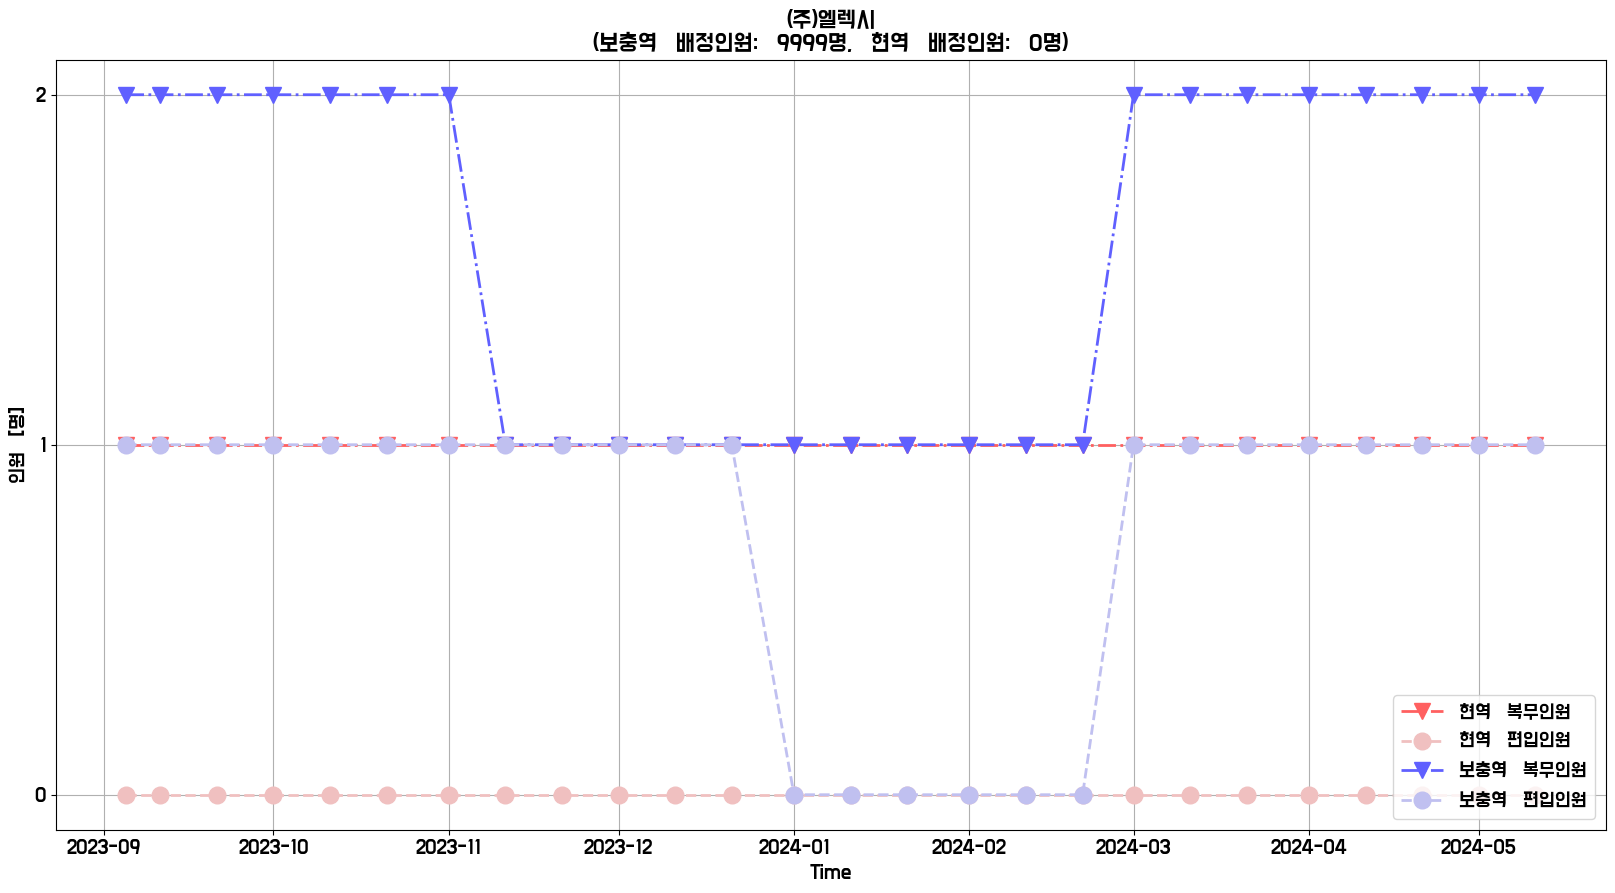 (주)엘렉시
(보충역 배정인원: 9999명, 현역 배정인원: 0명)
인원 [명]
2
1
0
2023-09 2023-10 2023-11 2023-12 2024-01 2024-02 2024-03 2024-04 2024-05
Time
현역 복무인원
현역 편입인원
보충역 복무인원
보충역 편입인원